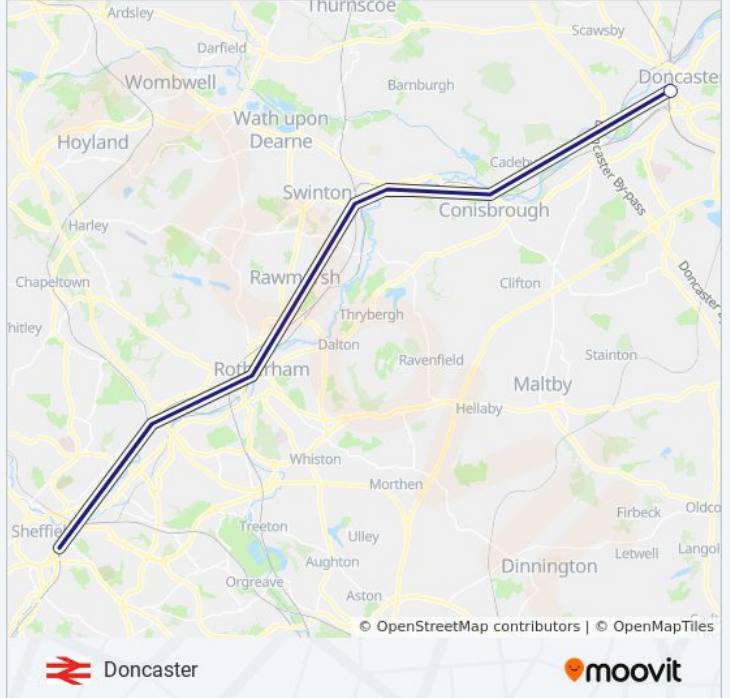 Thurnscoe
Ardsley
Scawsby
Darfield
Doncaste
Wombwell
Barnburgh
Wath upon
Dearne
Hoyland
Doncaster By-pass
Cadeby
Swinton
Conisbrough
Harley
Rawmarsh
Chapeltown
Clifton
Doncaster
hitley
Thrybergh
Dalton
Stainton
Ravenfield
Rotherham
Maltby
Hellaby
Whiston
Morthen
Oldco
Firbeck
Sheffiel
Treeton
Ulley
Letwell
Langol
Aughton
Dinnington
Orgreave
Aston
© OpenStreetMap contributors | © OpenMapTiles
Doncaster
moovit